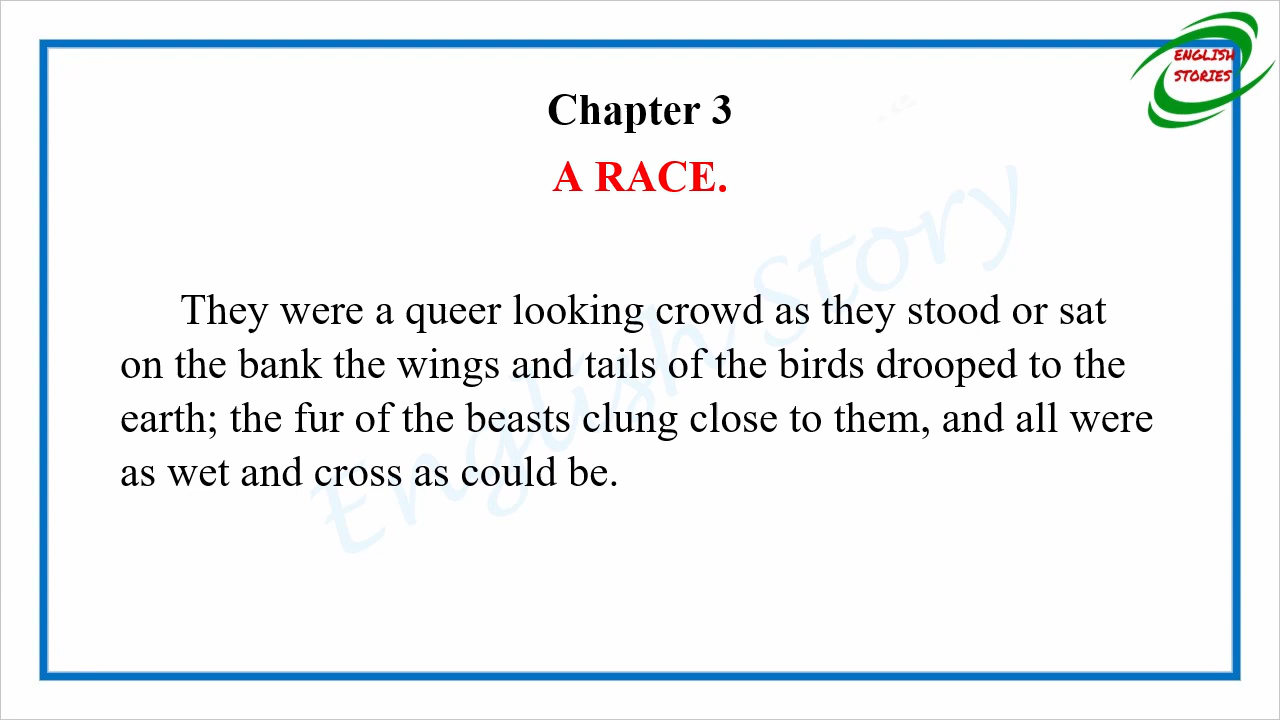 ENGLISH
STORIES
Chapter 3
A RACE.
They were a queer looking crowd as they stood or sat
on the bank the wings and tails of the birds drooped to the
earth; the fur of the beasts clung close to them, and all were
as wet and cross as could be.
English Story